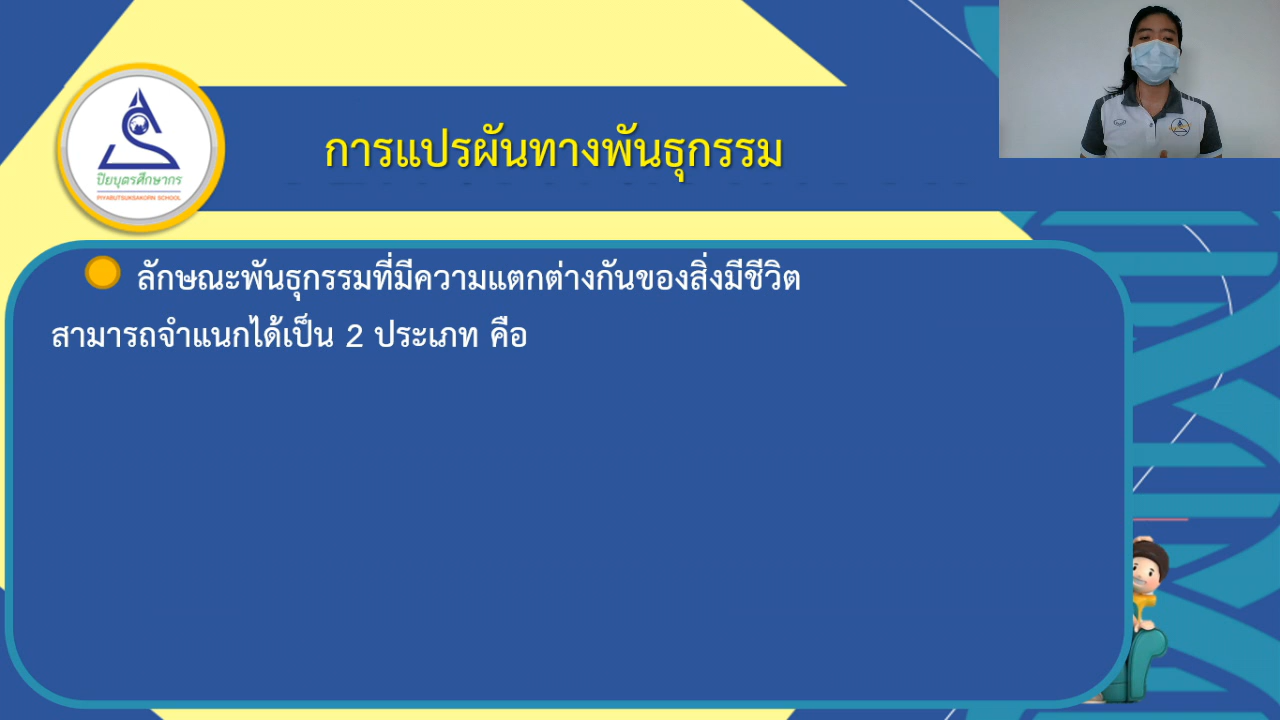 การแปรผันทางพันธุกรรม
ปิยบุตรศึกษากร
PIYABUTSUKSAKORN SCHOOL
ลักษณะพันธุกรรมที่มีความแตกต่างกันของสิ่งมีชีวิต
สามารถจำแนกได้เป็น 2 ประเภท คือ